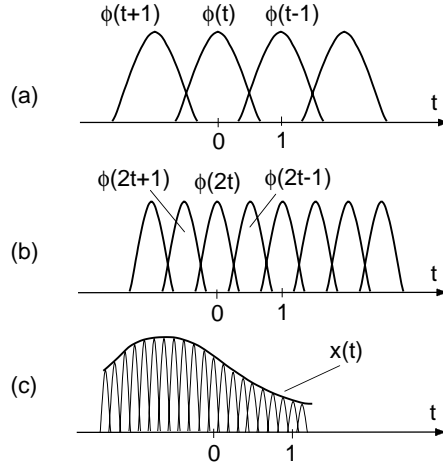 ϕ(t+1) ϕ(t) ϕ(t-1)
(a)
t
0 1
ϕ(2t+1) ϕ(2t) ϕ(2t-1)
(b)
t
0 1
x(t)
(c)
t
0 1